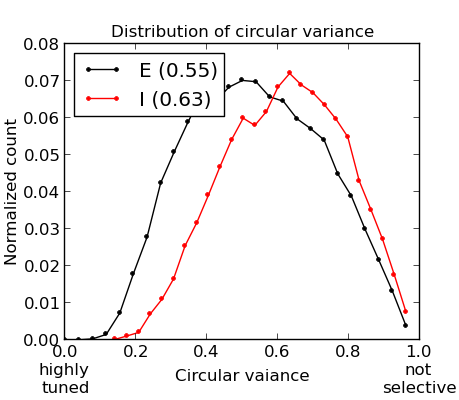 Distribution of circular variance
E (0.55)
I (0.63)
Normalized count
0.08
0.07
0.06
0.05
0.04
0.03
0.02
0.01
0.00
0.0 0.2 0.4 0.6 0.8 1.0
highly
tuned
Circular vaiance
not
selective